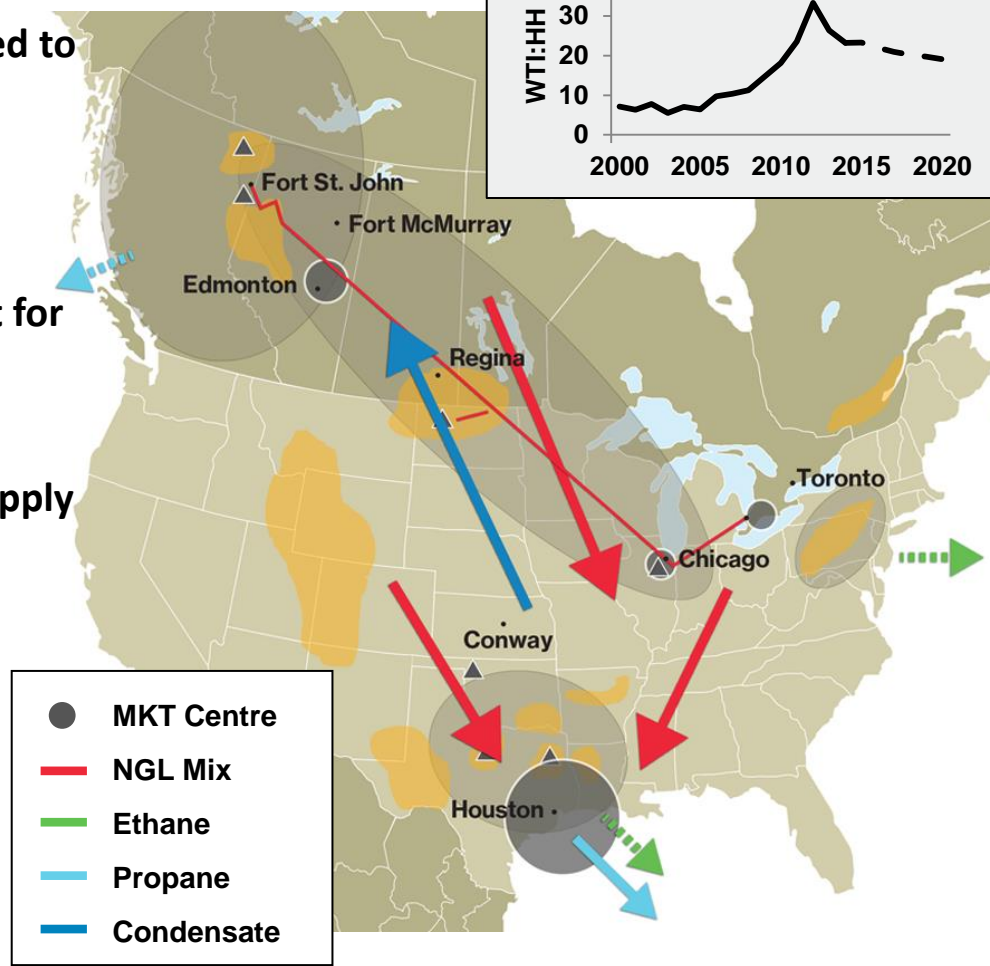 ed to
t for
upply
WTI:HH
30
20
10
0
2000 2005 2010 2015 2020
Fort St. John
Fort McMurray
Edmonton
Regina
Toronto
Chicago
Conway
Houston
MKT Centre
NGL Mix
Ethane
Propane
Condensate